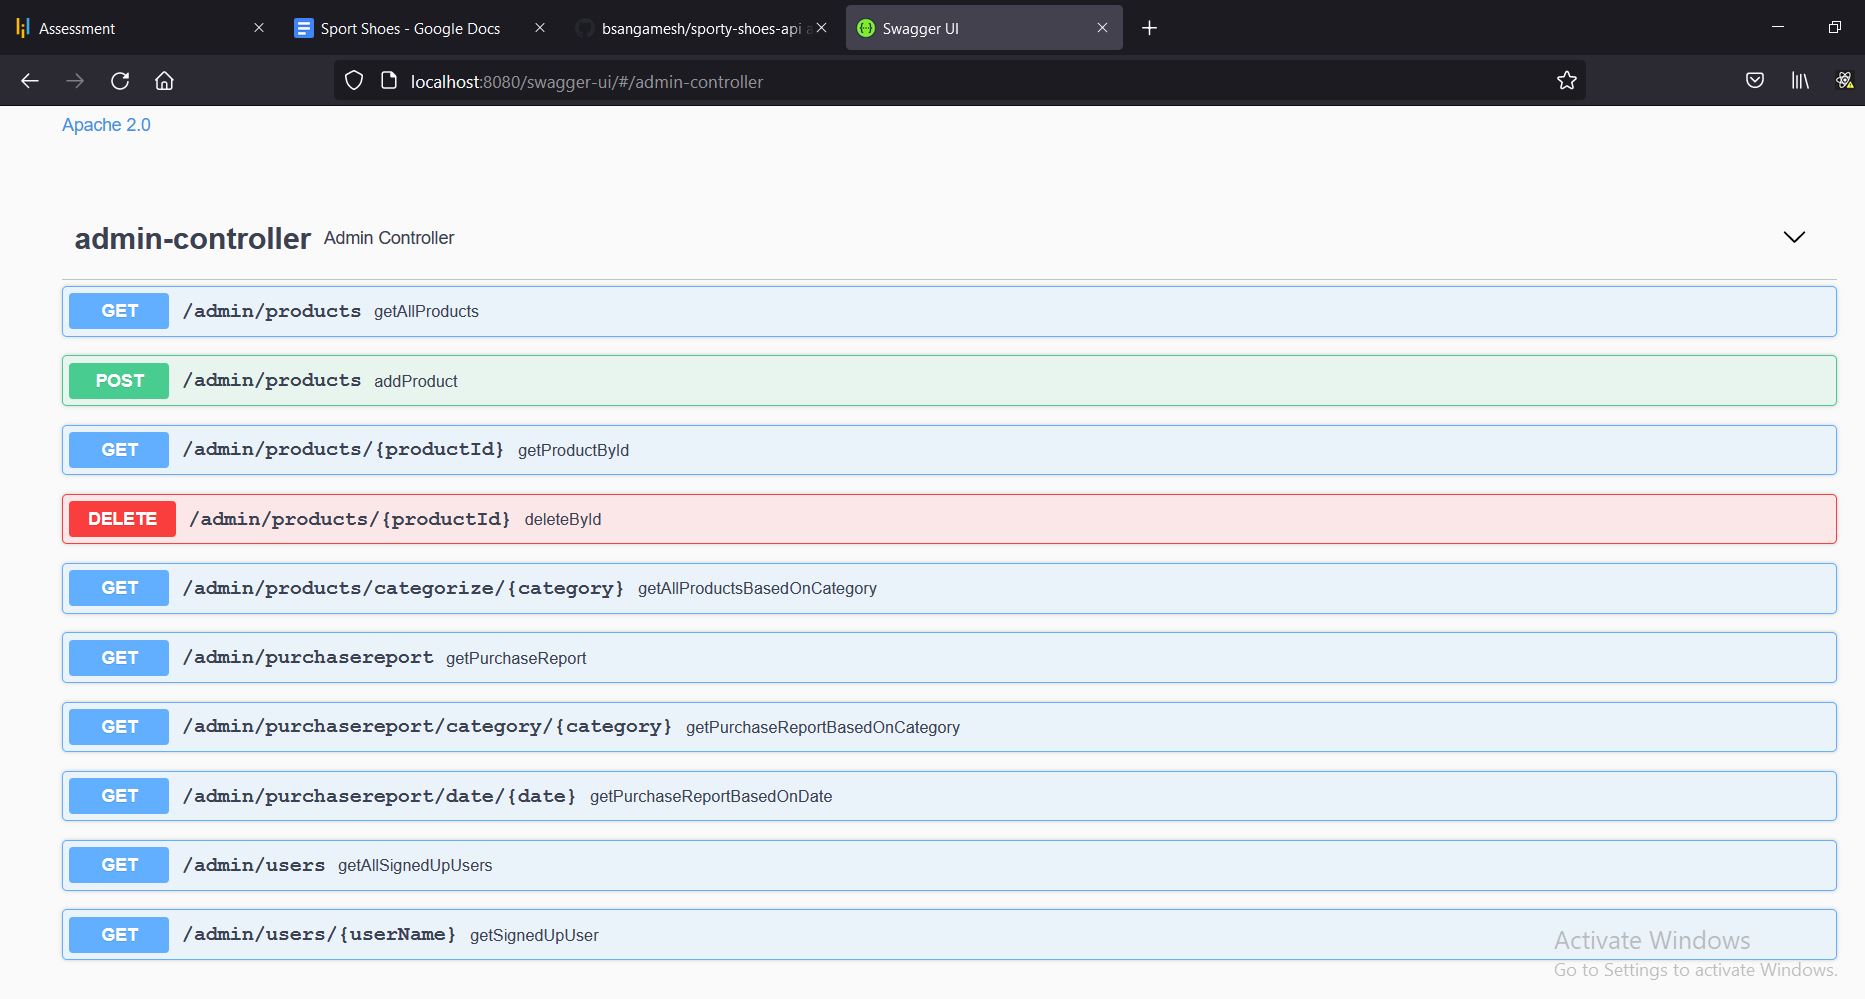 Assessment
Sport Shoes - Google Docs
bsangamesh/sporty-shoes-api a
Swagger UI
localhost:8080/swagger-ui/#/admin-controller
Apache 2.0
admin-controller Admin Controller
GET /admin/products getAllProducts
POST /admin/products addProduct
GET /admin/products/{productId} getProductById
DELETE /admin/products/{productId} deleteById
GET /admin/products/categorize/{category} getAllProductsBasedOnCategory
GET /admin/purchasereport getPurchaseReport
GET /admin/purchasereport/category/{category} getPurchaseReportBasedOnCategory
GET /admin/purchasereport/date/{date} getPurchaseReportBasedOnDate
GET /admin/users getAllSignedUpUsers
GET /admin/users/{userName} getSignedUpUser
Activate Windows
Go to Settings to activate Windows.